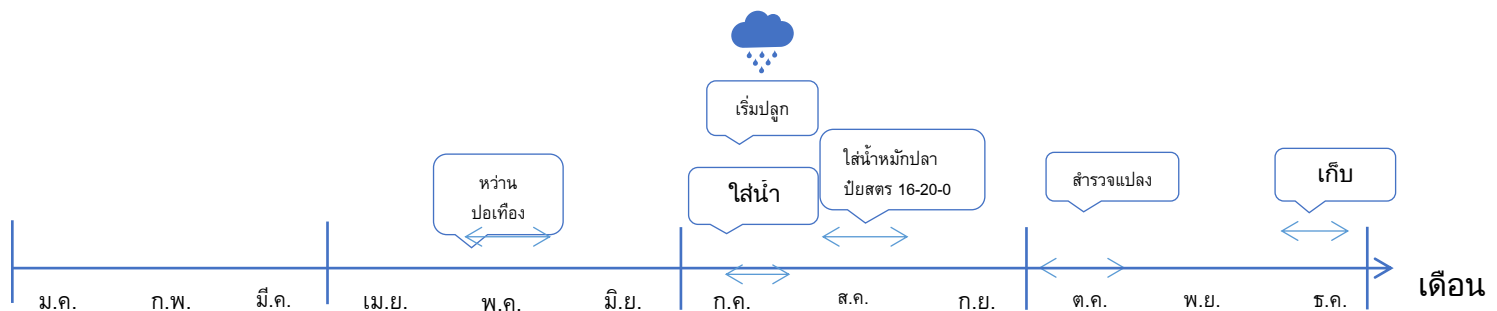 เริ่มปลูก
หว่าน
ปอเทือง
ใส่น้ำ
ใส่น้ำหมักปลา
ปุ๋ยสตร 16-20-0
สำรวจแปลง
เก็บ
ม.ค.
ก.พ.
มี.ค.
เม.ย.
พ.ค.
มิ.ย.
ก.ค.
ส.ค.
ก.ย.
ต.ค.
พ.ย.
ธ.ค.
เดือน